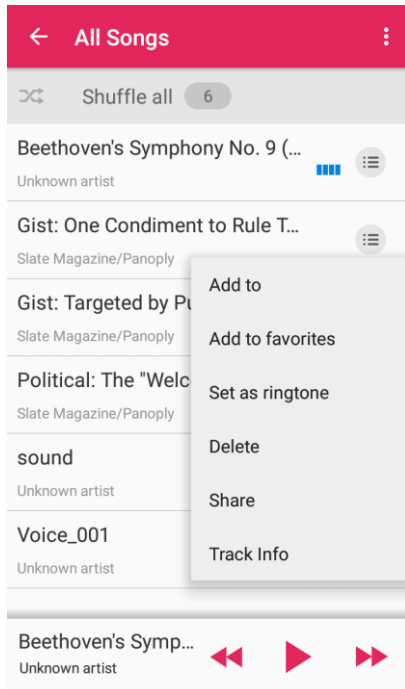 All Songs
Shuffle all 6
Beethoven's Symphony No. 9 (...
Unknown artist
Gist: One Condiment to Rule T...
Slate Magazine/Panoply
Gist: Targeted by
Slate Magazine/Panoply
Political: The "Welc
Slate Magazine/Panoply
sound
Unknown artist
Voice_001
Unknown artist
Add to
Add to favorites
Set as ringtone
Delete
Share
Track Info
Beethoven's Symp...
Unknown artist